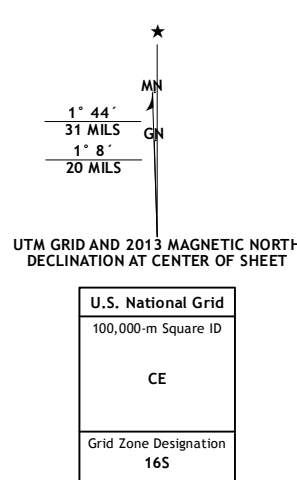 MN
1° 44´
31 MILS
GN
1° 8´
20 MILS
UTM GRID AND 2013 MAGNETIC NORTH
DECLINATION AT CENTER OF SHEET
U.S. National Grid
100,000-m Square ID
CE
Grid Zone Designation
16S